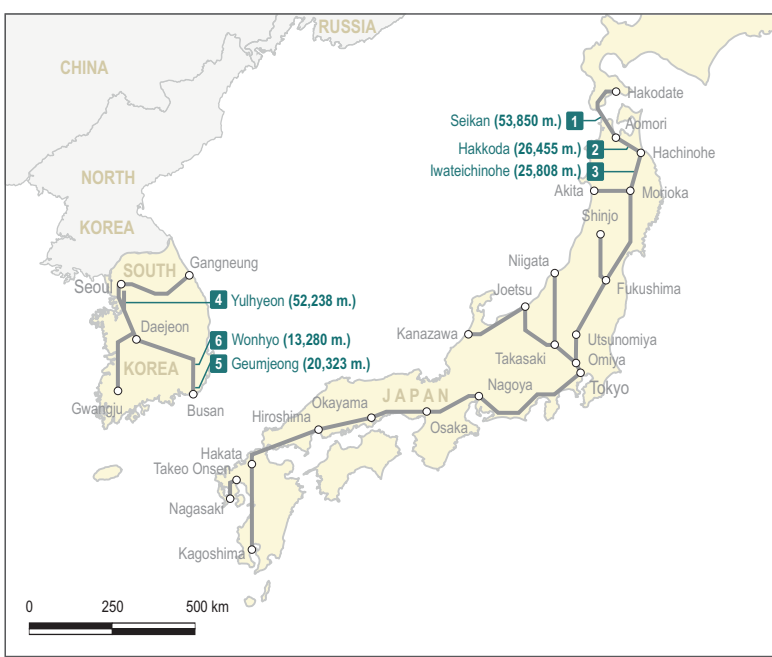 RUSSIA
CHINA
Hakodate
Seikan (53,850 m.) 1
Aomori
Hakkoda (26,455 m.) 2
Hachinohe
Iwateichinohe (25,808 m.) 3
NORTH
KOREA
Akita
Morioka
Shinjo
Gangneung
SOUTH
Niigata
Seoul
Fukushima
Joetsu
4 Yulhyeon (52,238 m.)
Daejeon
Kanazawa
Utsunomiya
6 Wonhyo (13,280 m.)
Takasaki
Omiya
KOREA
5 Geumjeong (20,323 m.)
Nagoya
Tokyo
JAPAN
Gwangju
Busan
Okayama
Hiroshima
Osaka
Hakata
Takeo Onsen
Nagasaki
Kagoshima
0 250 500 km